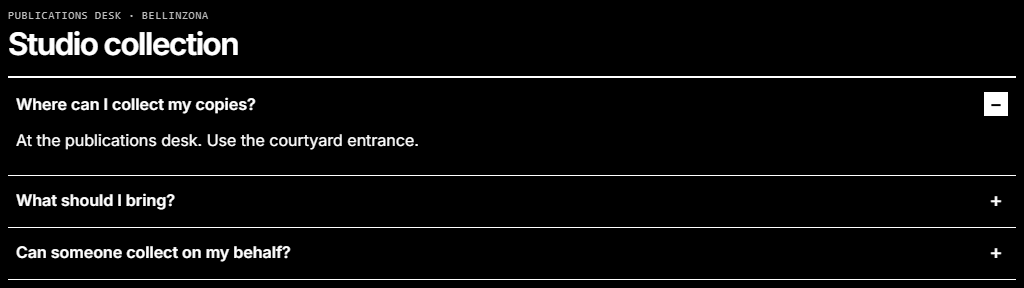 PUBLICATIONS DESK · BELLINZONA
Studio collection
Where can I collect my copies?
−
At the publications desk. Use the courtyard entrance.
What should I bring?
+
Can someone collect on my behalf?
+